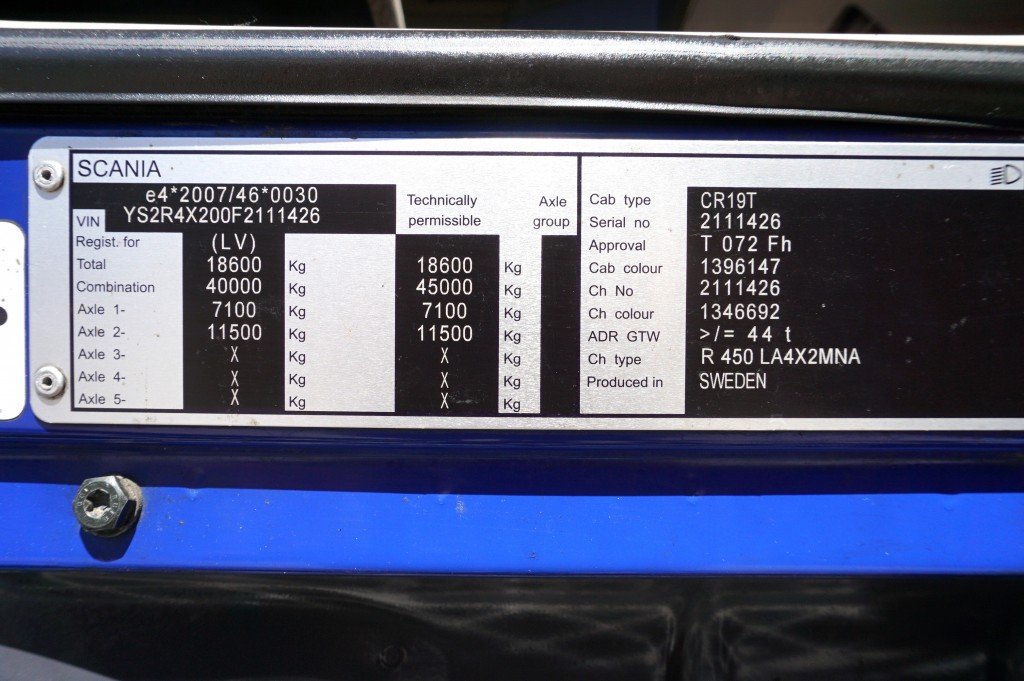 SCANIA
e4*2007/46*0030
VIN YS2R4X200F2111426
Technically permissible
Axle group
Regist. for (LV)
Total 18600 Kg 18600 Kg
Combination 40000 Kg 45000 Kg
Axle 1- 7100 Kg 7100 Kg
Axle 2- 11500 Kg 11500 Kg
Axle 3- X Kg X Kg
Axle 4- X Kg X Kg
Axle 5- X Kg X Kg
Cab type CR19T
Serial no 2111426
Approval T 072 Fh
Cab colour 1396147
Ch No 2111426
Ch colour 1346692
ADR GTW >/= 44 t
Ch type R 450 LA4X2MNA
Produced in SWEDEN